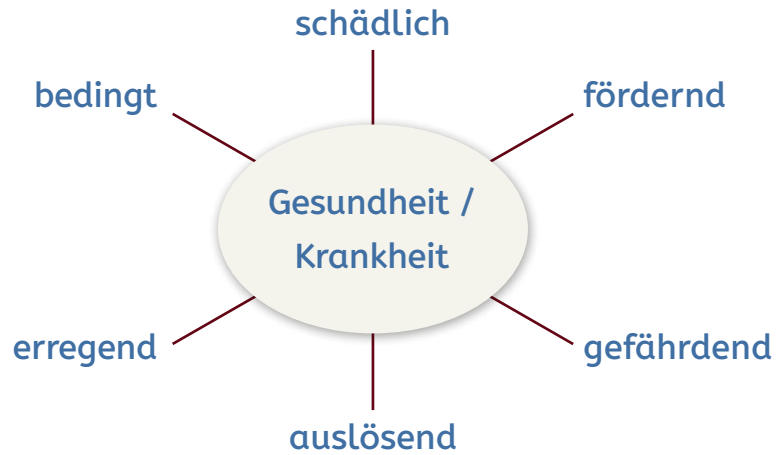 schädlich
bedingt
fördernd
Gesundheit /
Krankheit
erregend
gefährdend
auslösend